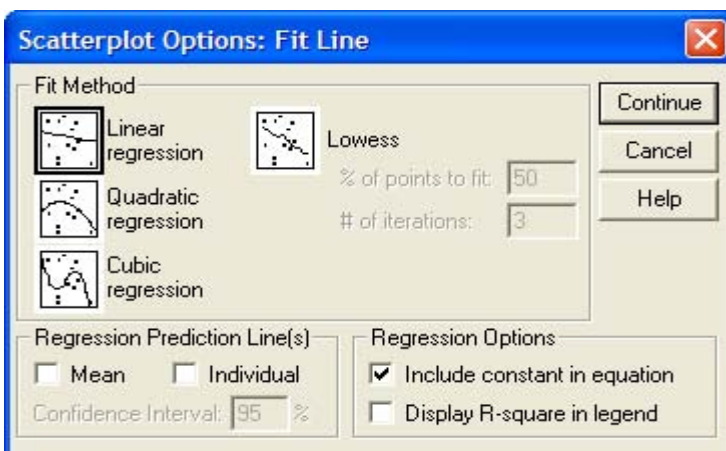 Scatterplot Options: Fit Line
Fit Method
Linear
regression
Quadratic
regression
Cubic
regression
Lowess
% of points to fit: 50
# of iterations: 3
Continue
Cancel
Help
Regression Prediction Line(s)
Mean Individual
Confidence Interval: 95 %
Regression Options
Include constant in equation
Display R-square in legend